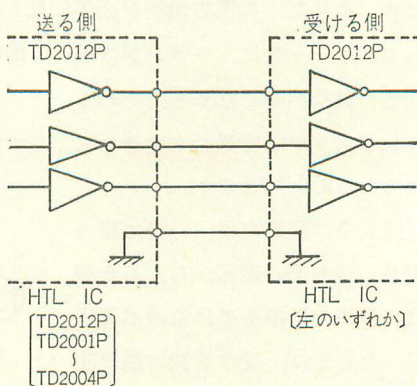 送る側
TD2012P
受ける側
TD2012P
HTL IC
[TD2012P
TD2001P
〜
TD2004P]
HTL IC
〔左のいずれか〕